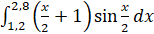 ∫_{1,2}^{2,8} (x/2 + 1) sin x/2 dx